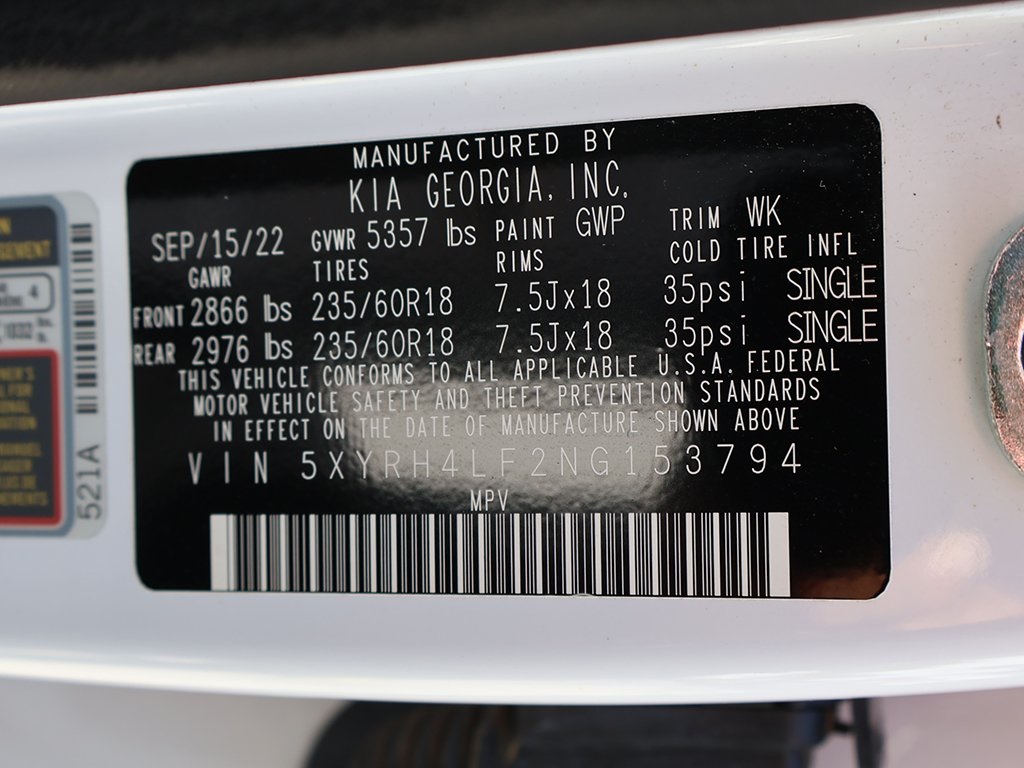 MANUFACTURED BY
KIA GEORGIA, INC.
SEP/15/22 GVWR 5357 lbs PAINT GWP TRIM WK
GAWR TIRES RIMS COLD TIRE INFL
FRONT 2866 lbs 235/60R18 7.5Jx18 35psi SINGLE
REAR 2976 lbs 235/60R18 7.5Jx18 35psi SINGLE
THIS VEHICLE CONFORMS TO ALL APPLICABLE U.S.A. FEDERAL
MOTOR VEHICLE SAFETY AND THEFT PREVENTION STANDARDS
IN EFFECT ON THE DATE OF MANUFACTURE SHOWN ABOVE
VIN 5XYRH4LF2NG153794
MPV
521A
4